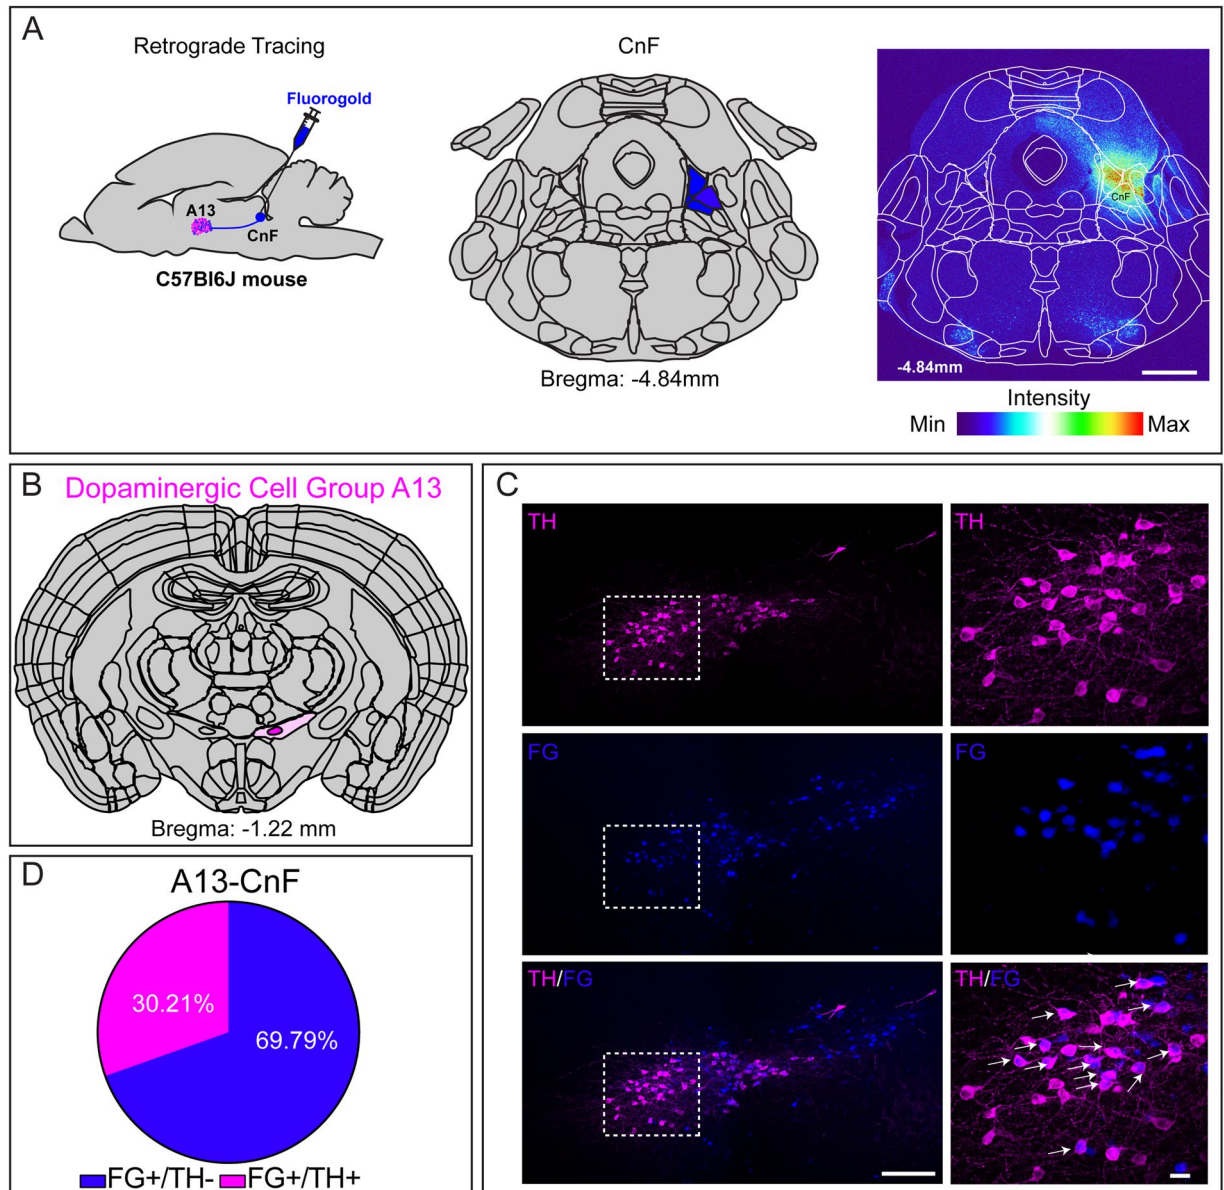 A
Retrograde Tracing
Fluorogold
A13
CnF
C57Bl6J mouse
CnF
Bregma: -4.84mm
CnF
-4.84mm
Intensity
Min
Max
B
Dopaminergic Cell Group A13
Bregma: -1.22 mm
C
TH
TH
FG
FG
TH/FG
TH/FG
D
A13-CnF
30.21%
69.79%
FG+/TH-
FG+/TH+